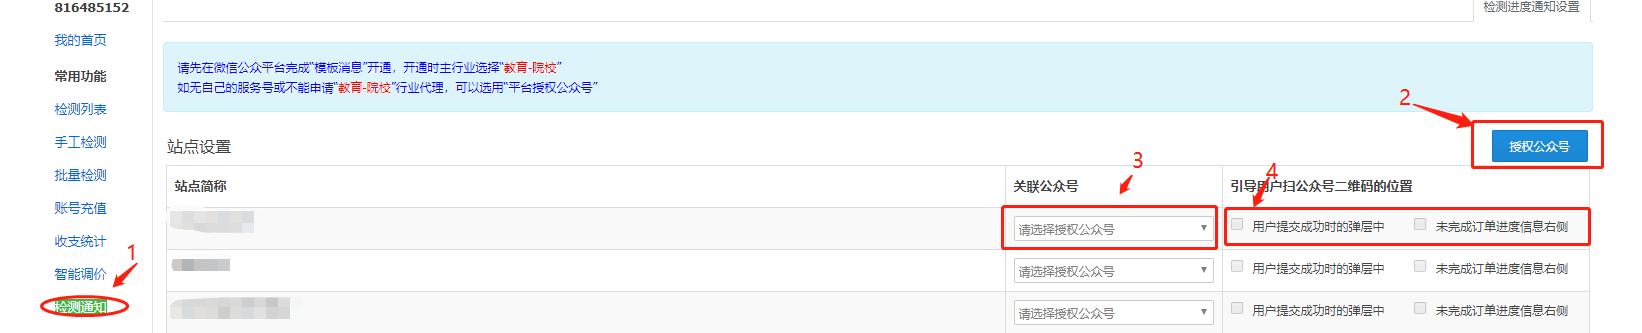 816485152
检测进度通知设置
我的首页
常用功能
检测列表
手工检测
批量检测
账号充值
收支统计
智能调价
检测通知
1
请先在微信公众平台完成“模板消息”开通，开通时主行业选择“教育-院校”
如无自己的服务号或不能申请“教育-院校”行业代理，可以选用“平台授权公众号”
2
站点设置
授权公众号
3
4
站点简称 关联公众号 引导用户扫公众号二维码的位置
请选择授权公众号 用户提交成功时的弹层中 未完成订单进度信息右侧
请选择授权公众号 用户提交成功时的弹层中 未完成订单进度信息右侧
请选择授权公众号 用户提交成功时的弹层中 未完成订单进度信息右侧